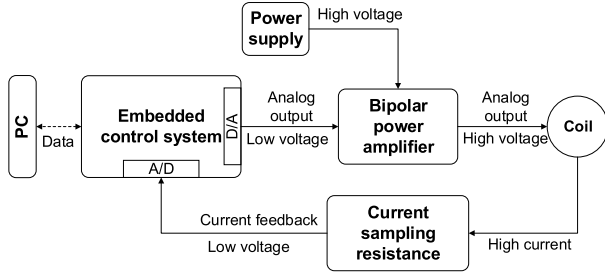 Power
supply
High voltage
PC
Data
Embedded
control system
D/A
A/D
Analog
output
Low voltage
Bipolar
power
amplifier
Analog
output
High voltage
Coil
Current feedback
Low voltage
Current
sampling
resistance
High current